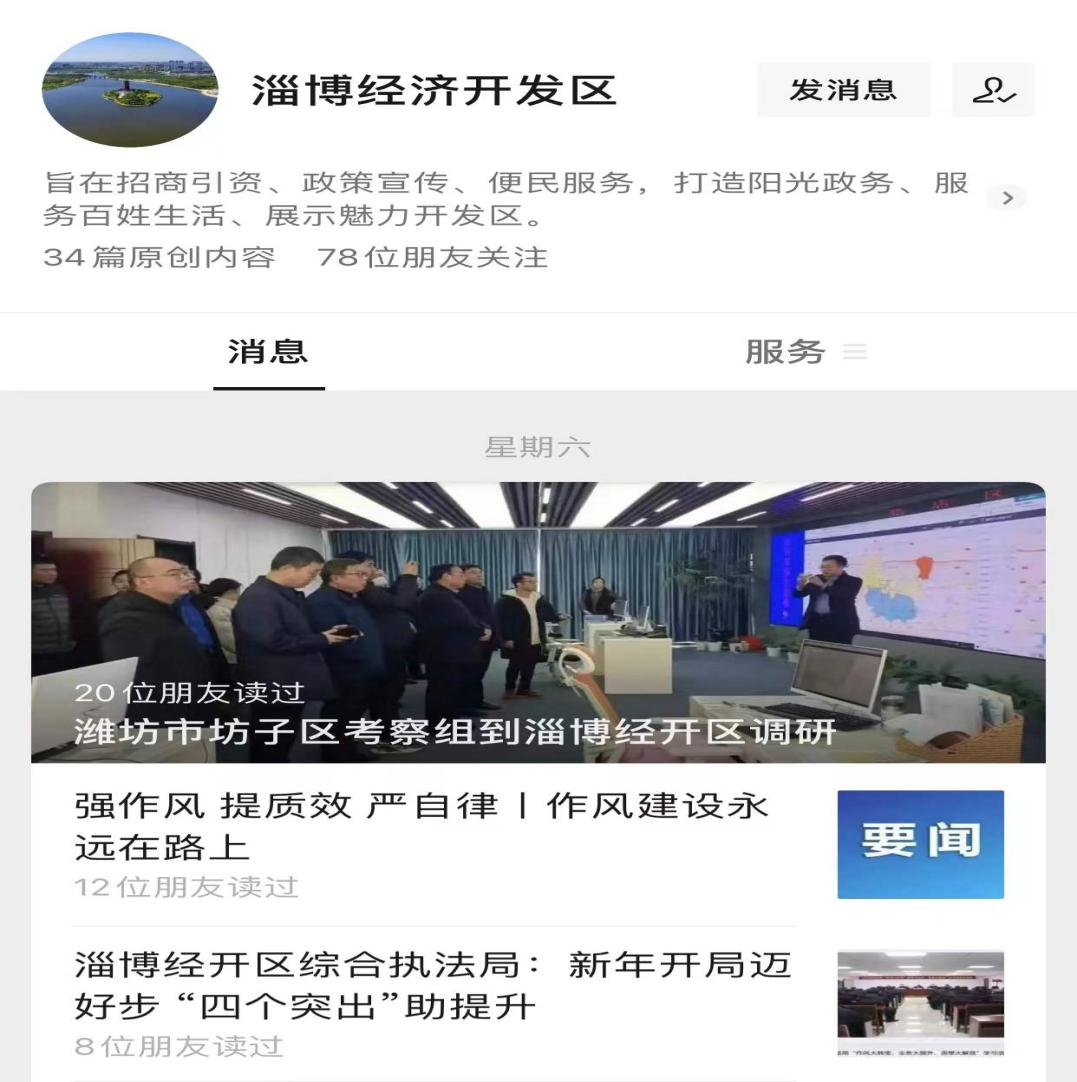 淄博经济开发区
发消息
旨在招商引资、政策宣传、便民服务，打造阳光政务、服
务百姓生活、展示魅力开发区。
34篇原创内容 78位朋友关注
消息
服务
星期六
20位朋友读过
潍坊市坊子区考察组到淄博经开区调研
强作风 提质效 严自律丨作风建设永
远在路上
12位朋友读过
要闻
淄博经开区综合执法局：新年开局迈
好步“四个突出”助提升
8位朋友读过